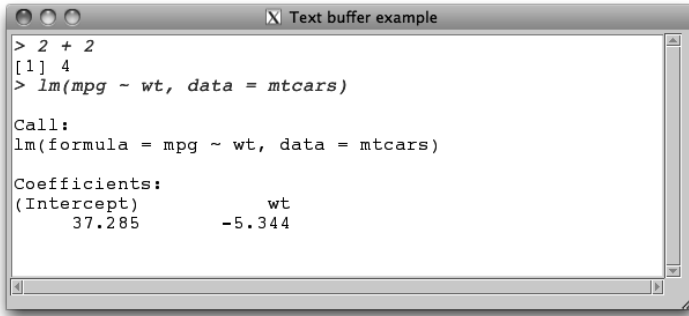 Text buffer example
> 2 + 2
[1] 4
> lm(mpg ~ wt, data = mtcars)
Call:
lm(formula = mpg ~ wt, data = mtcars)
Coefficients:
(Intercept)           wt
     37.285       -5.344